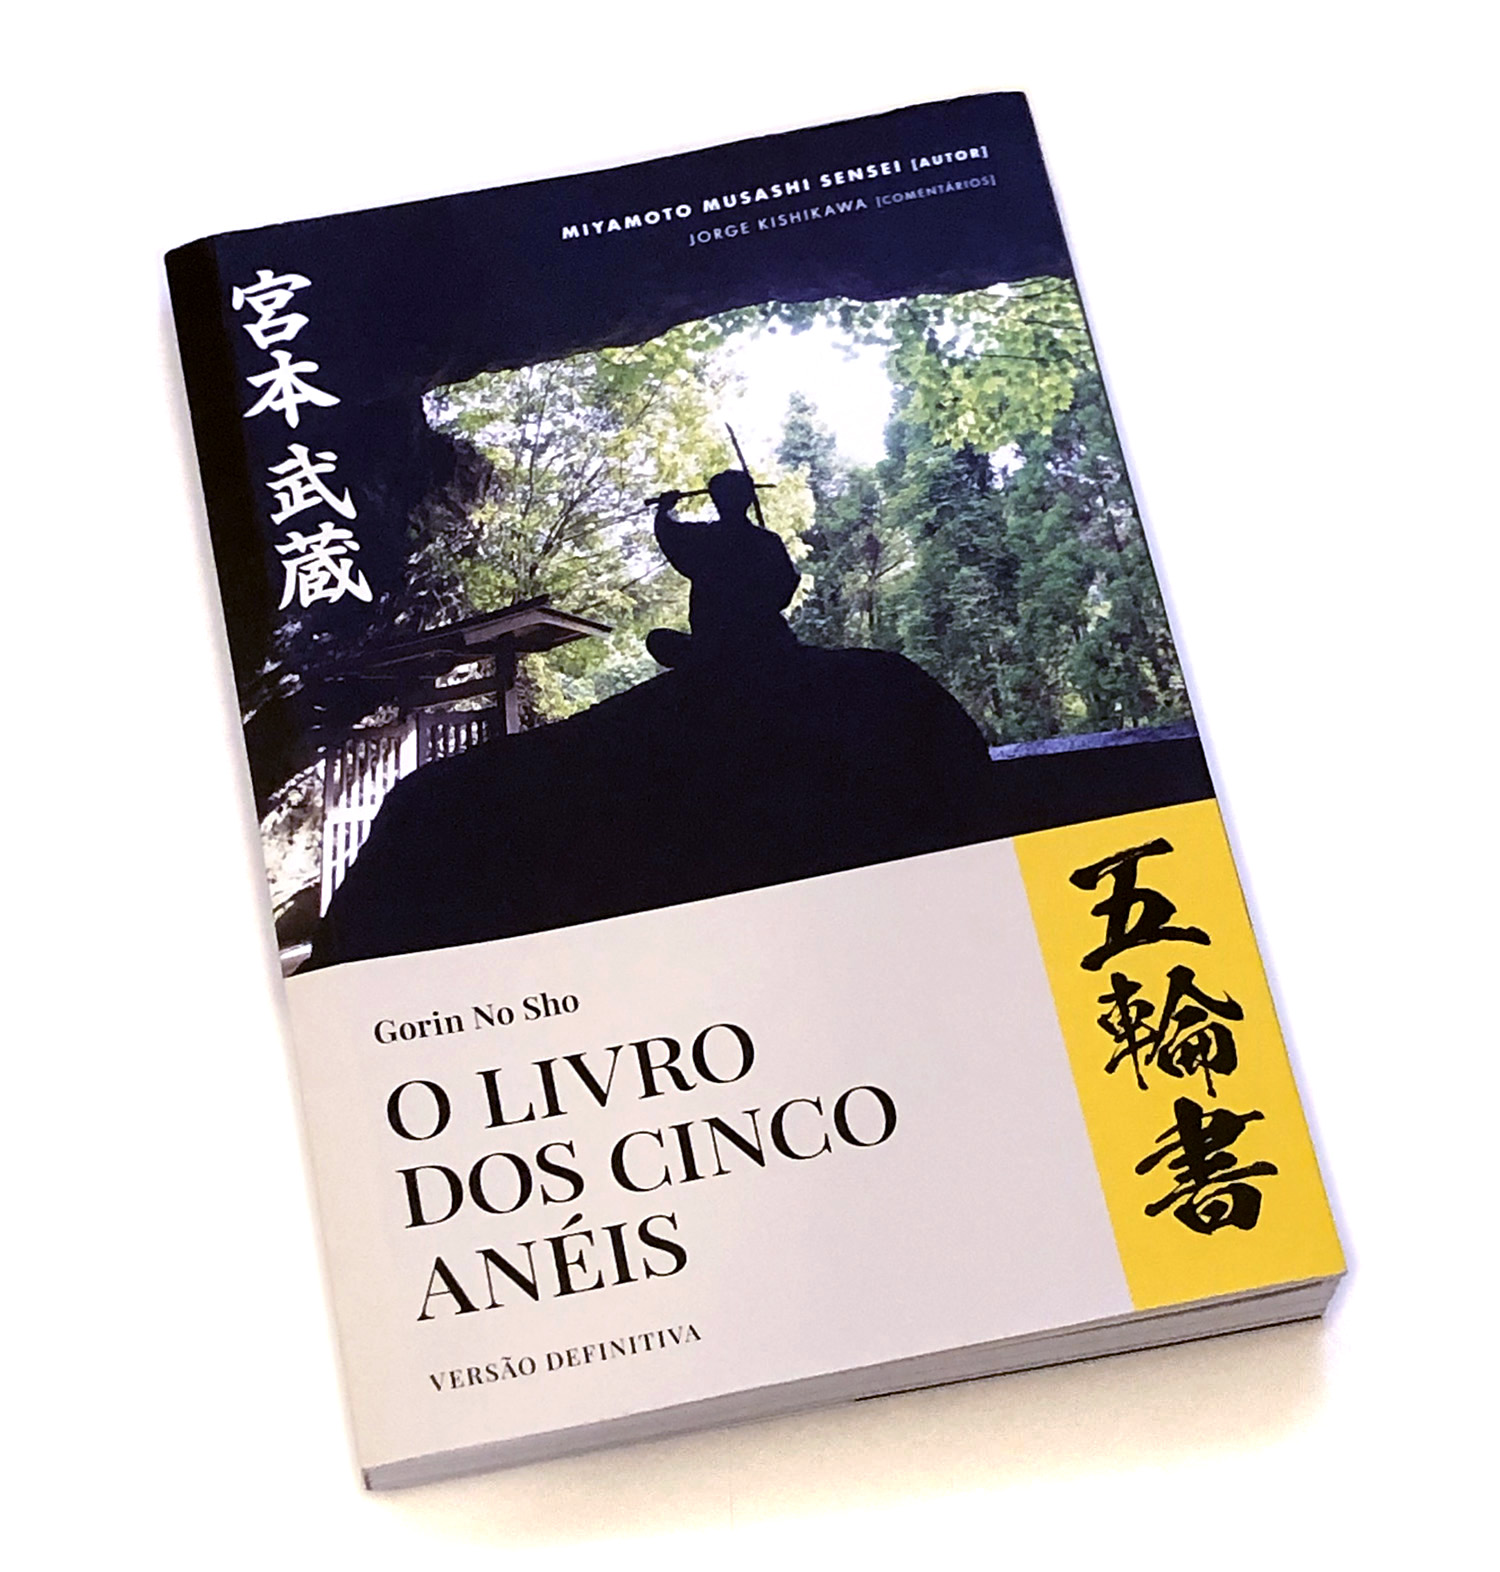 MIYAMOTO MUSASHI SENSEI [AUTOR]
JORGE KISHIKAWA [COMENTÁRIOS]
宮本武蔵
Gorin No Sho
O LIVRO
DOS CINCO
ANÉIS
VERSÃO DEFINITIVA
五輪書